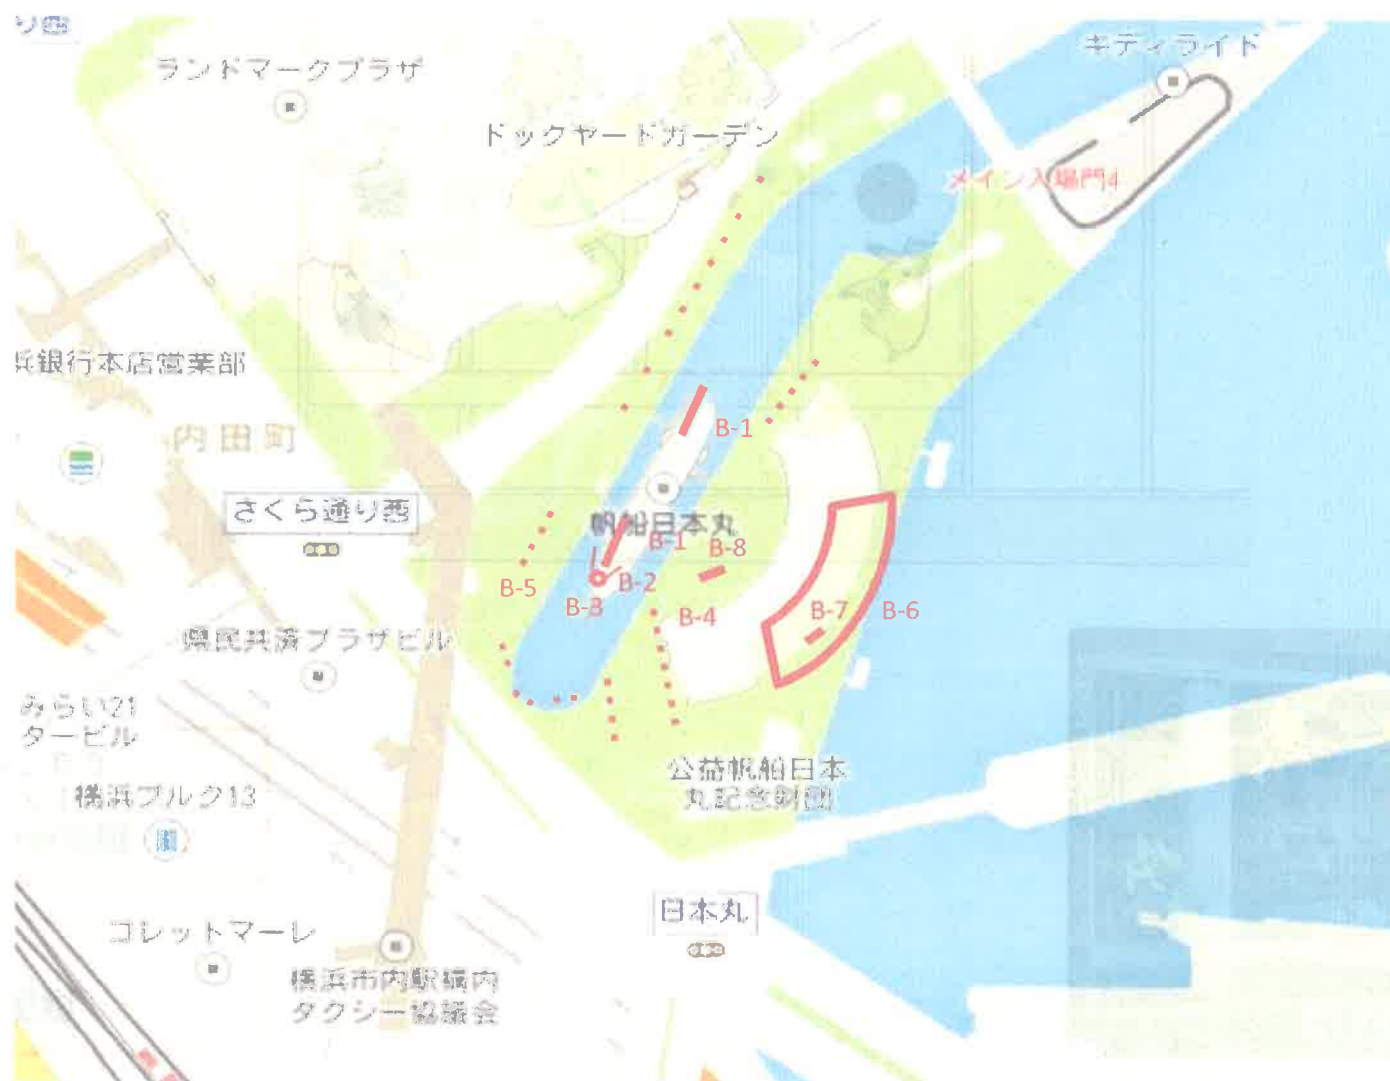 ランドマークプラザ
キティライド
ドックヤードガーデン
メイン入場門4
浜銀行本店営業部
内田町
B-1
さくら通り西
帆船日本丸
B-1
B-8
B-5
B-2
B-3
B-4
B-7
B-6
県民共済プラザビル
みらい21
タービル
公益帆船日本
丸記念財団
横浜ブルク13
日本丸
コレットマーレ
横浜市内駅構内
タクシー協議会